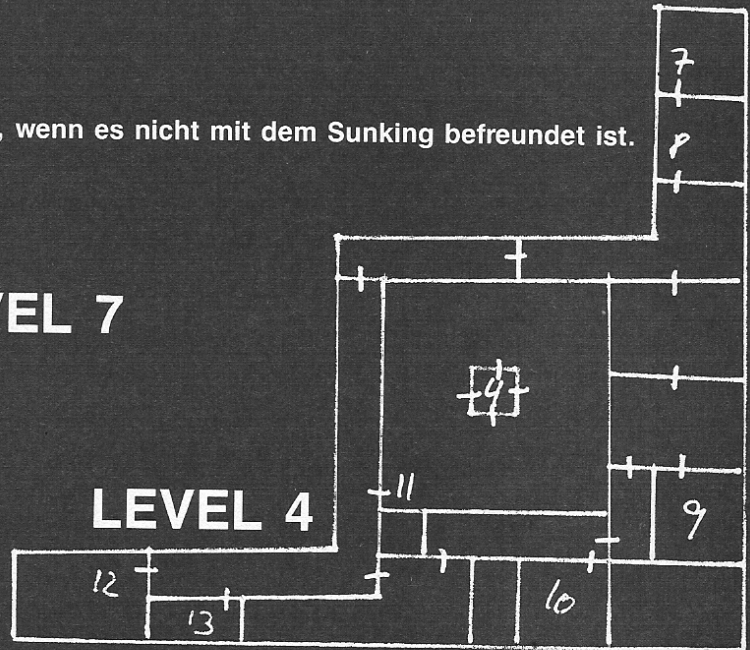 7
, wenn es nicht mit dem Sunking befreundet ist.
8
VEL 7
4
11
LEVEL 4
9
12
10
13